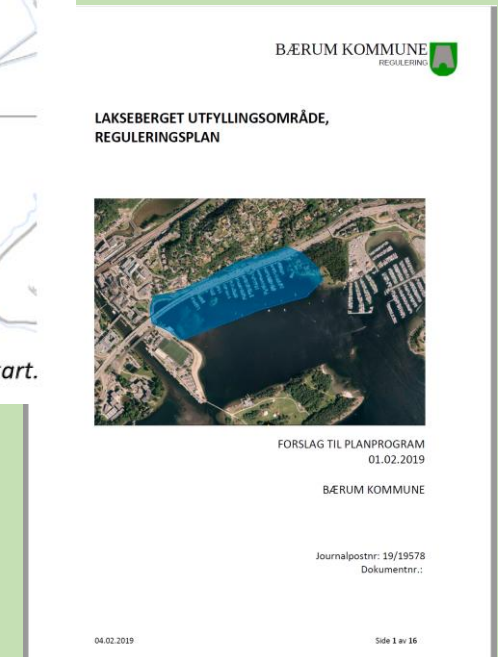 BÆRUM KOMMUNE
REGULERING
LAKSEBERGET UTFYLLINGSOMRÅDE,
REGULERINGSPLAN
art.
FORSLAG TIL PLANPROGRAM
01.02.2019
BÆRUM KOMMUNE
Journalpostnr: 19/19578
Dokumentnr.:
04.02.2019 Side 1 av 16